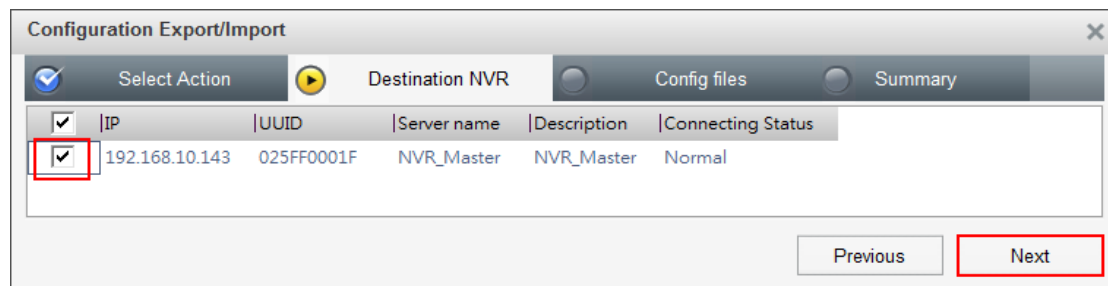 Configuration Export/Import
Select Action Destination NVR Config files Summary
IP UUID Server name Description Connecting Status
192.168.10.143 025FF0001F NVR_Master NVR_Master Normal
Previous Next